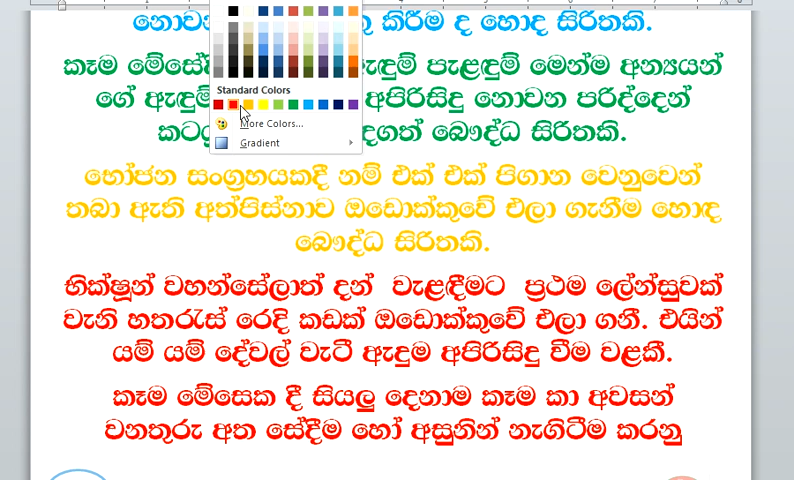 නොවන
කිරීම ද හොද සිරිතකි.
Standard Colors
More Colors...
Gradient
කෑම මේසේ ඇඳුම් පැළඳුම් මෙන්ම අන්‍යයන්
ගේ ඇඳුම් අපිරිසිදු නොවන පරිද්දෙන්
බෞද්ධ සිරිතකි.
භෝජන සංග්‍රහයකදී නම් එක් එක් පිගාන වෙනුවෙන්
තබා ඇති අත්පිස්නාව ඔඩොක්කුවේ එලා ගැනීම හොඳ
බෞද්ධ සිරිතකි.
භික්ෂූන් වහන්සේලාත් දන් වැළඳීමට ප්‍රථම ලේන්සුවක්
වැනි හතරැස් රෙදි කඩක් ඔඩොක්කුවේ එලා ගනී. එයින්
යම් යම් දේවල් වැටී ඇදුම අපිරිසිදු වීම වළකී.
කෑම මේසෙක දී සියලු දෙනාම කෑම කා අවසන්
වනතුරු අත සේදීම හෝ අසුනින් නැගිටීම කරනු